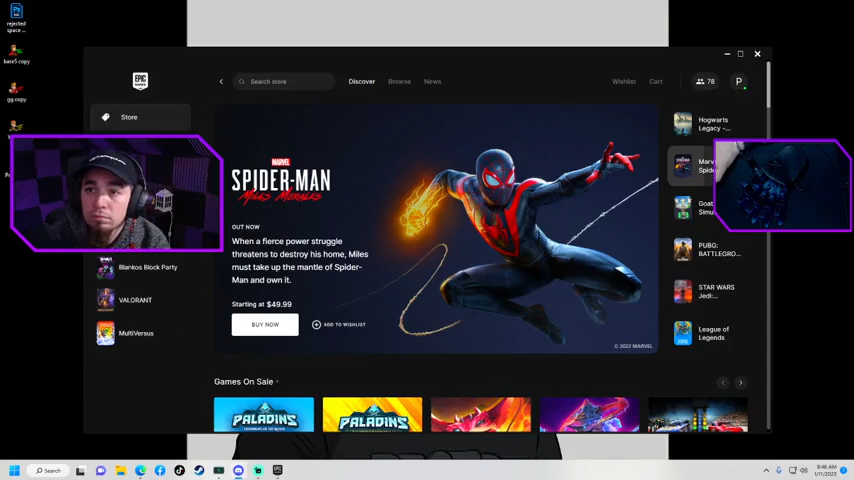 rejected
space ...
base5 copy
gg copy
EPIC
GAMES
Search store
Discover
Browse
News
Wishlist
Cart
78
P
Store
Blankos Block Party
VALORANT
MultiVersus
MARVEL
SPIDER-MAN
MILES MORALES
OUT NOW
When a fierce power struggle
threatens to destroy his home, Miles
must take up the mantle of Spider-
Man and own it.
Starting at $49.99
BUY NOW
ADD TO WISHLIST
© 2022 MARVEL
Hogwarts
Legacy -...
PUBG:
BATTLEGRO...
STAR WARS
Jedi:...
League of
Legends
Games On Sale
PALADINS
PALADINS
Search
9:46 AM
1/11/2023